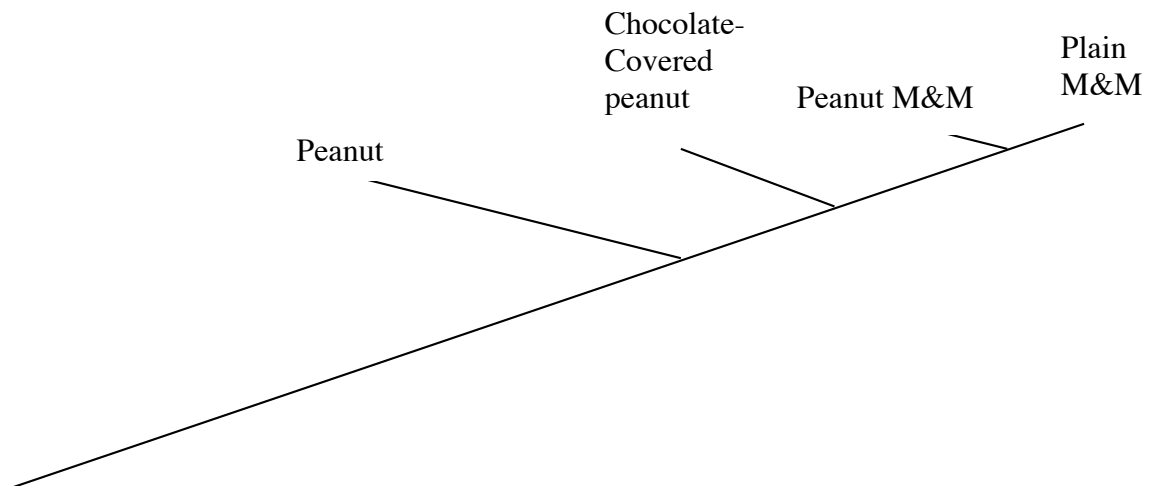 Chocolate-
Covered
peanut
Plain
M&M
Peanut M&M
Peanut